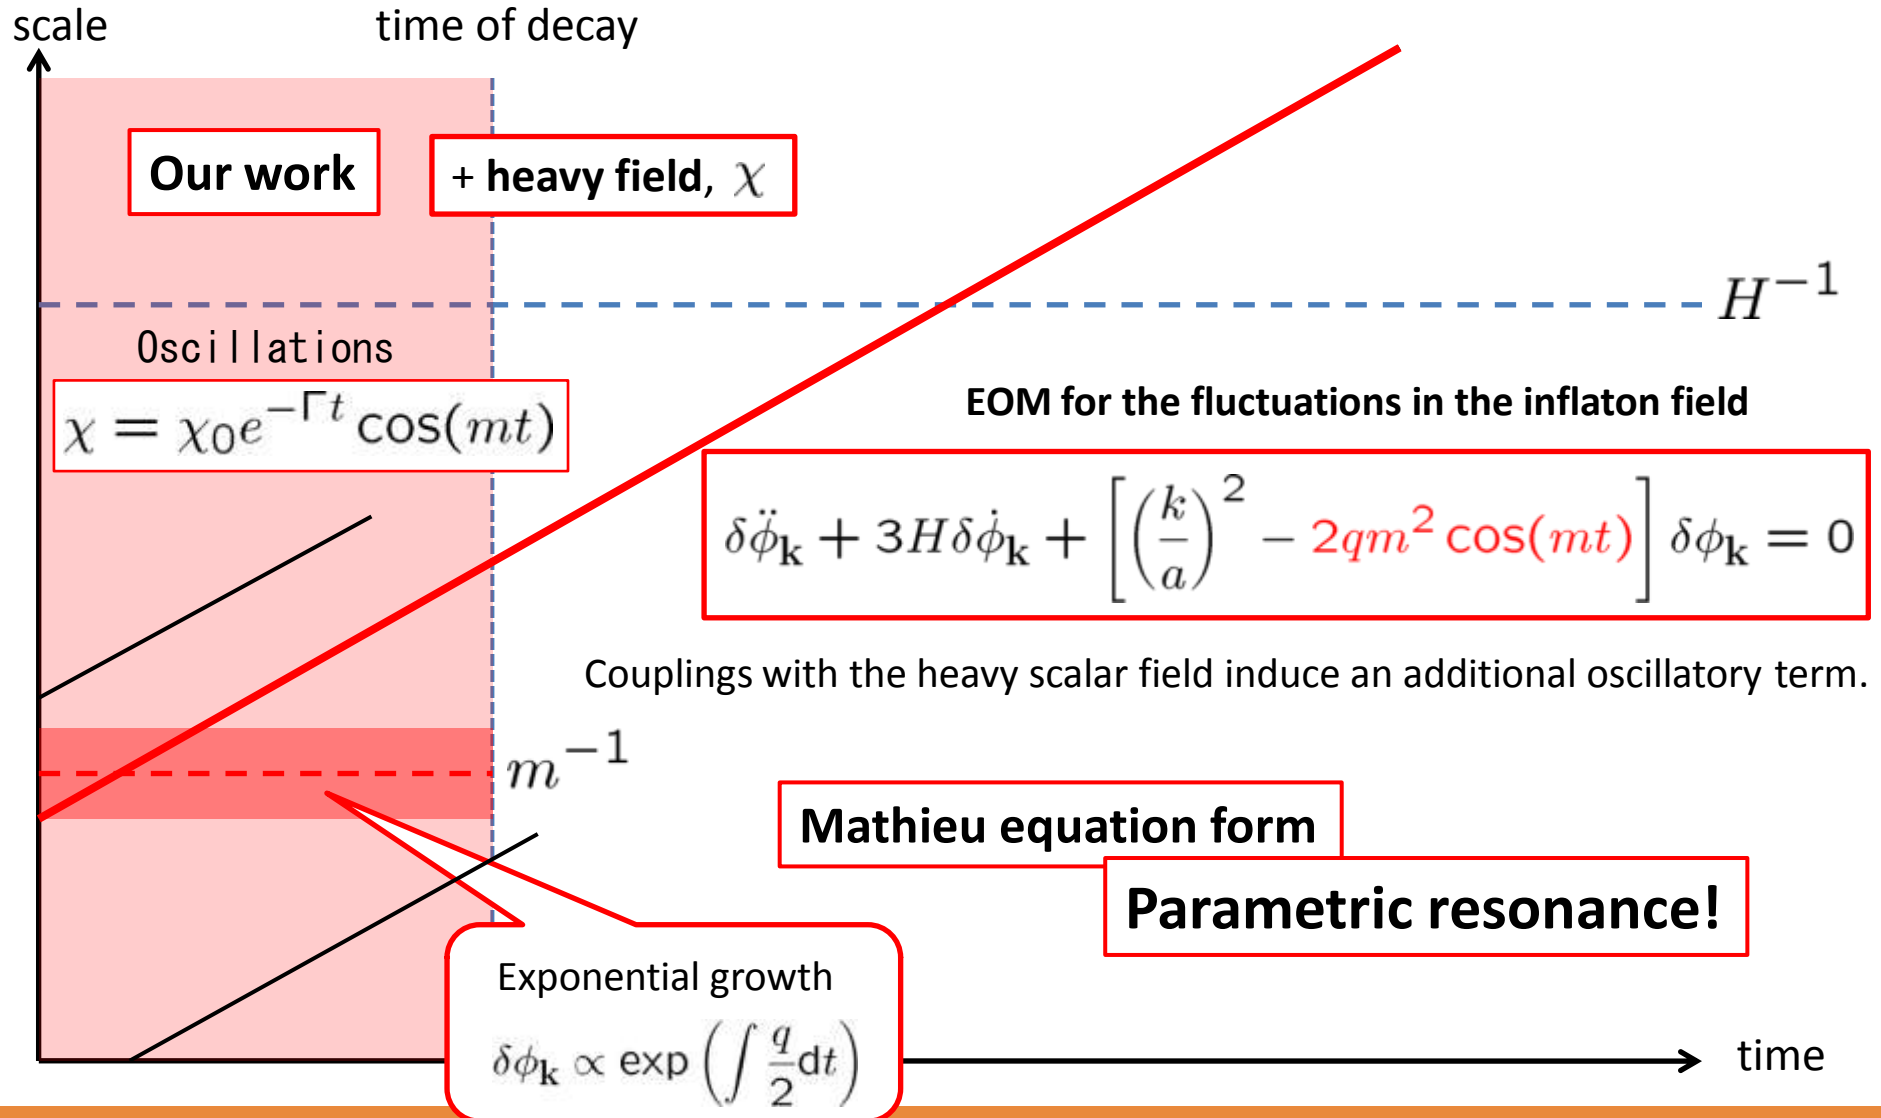 scale
time of decay
Our work
+ heavy field, χ
H⁻¹
Oscillations
χ = χ₀e^{−Γt} cos(mt)
EOM for the fluctuations in the inflaton field
δφ̈_𝐤 + 3Hδφ̇_𝐤 + [(k/a)² − 2qm² cos(mt)] δφ_𝐤 = 0
Couplings with the heavy scalar field induce an additional oscillatory term.
m⁻¹
Mathieu equation form
Parametric resonance!
Exponential growth
δφ_𝐤 ∝ exp (∫ q/2 dt)
time